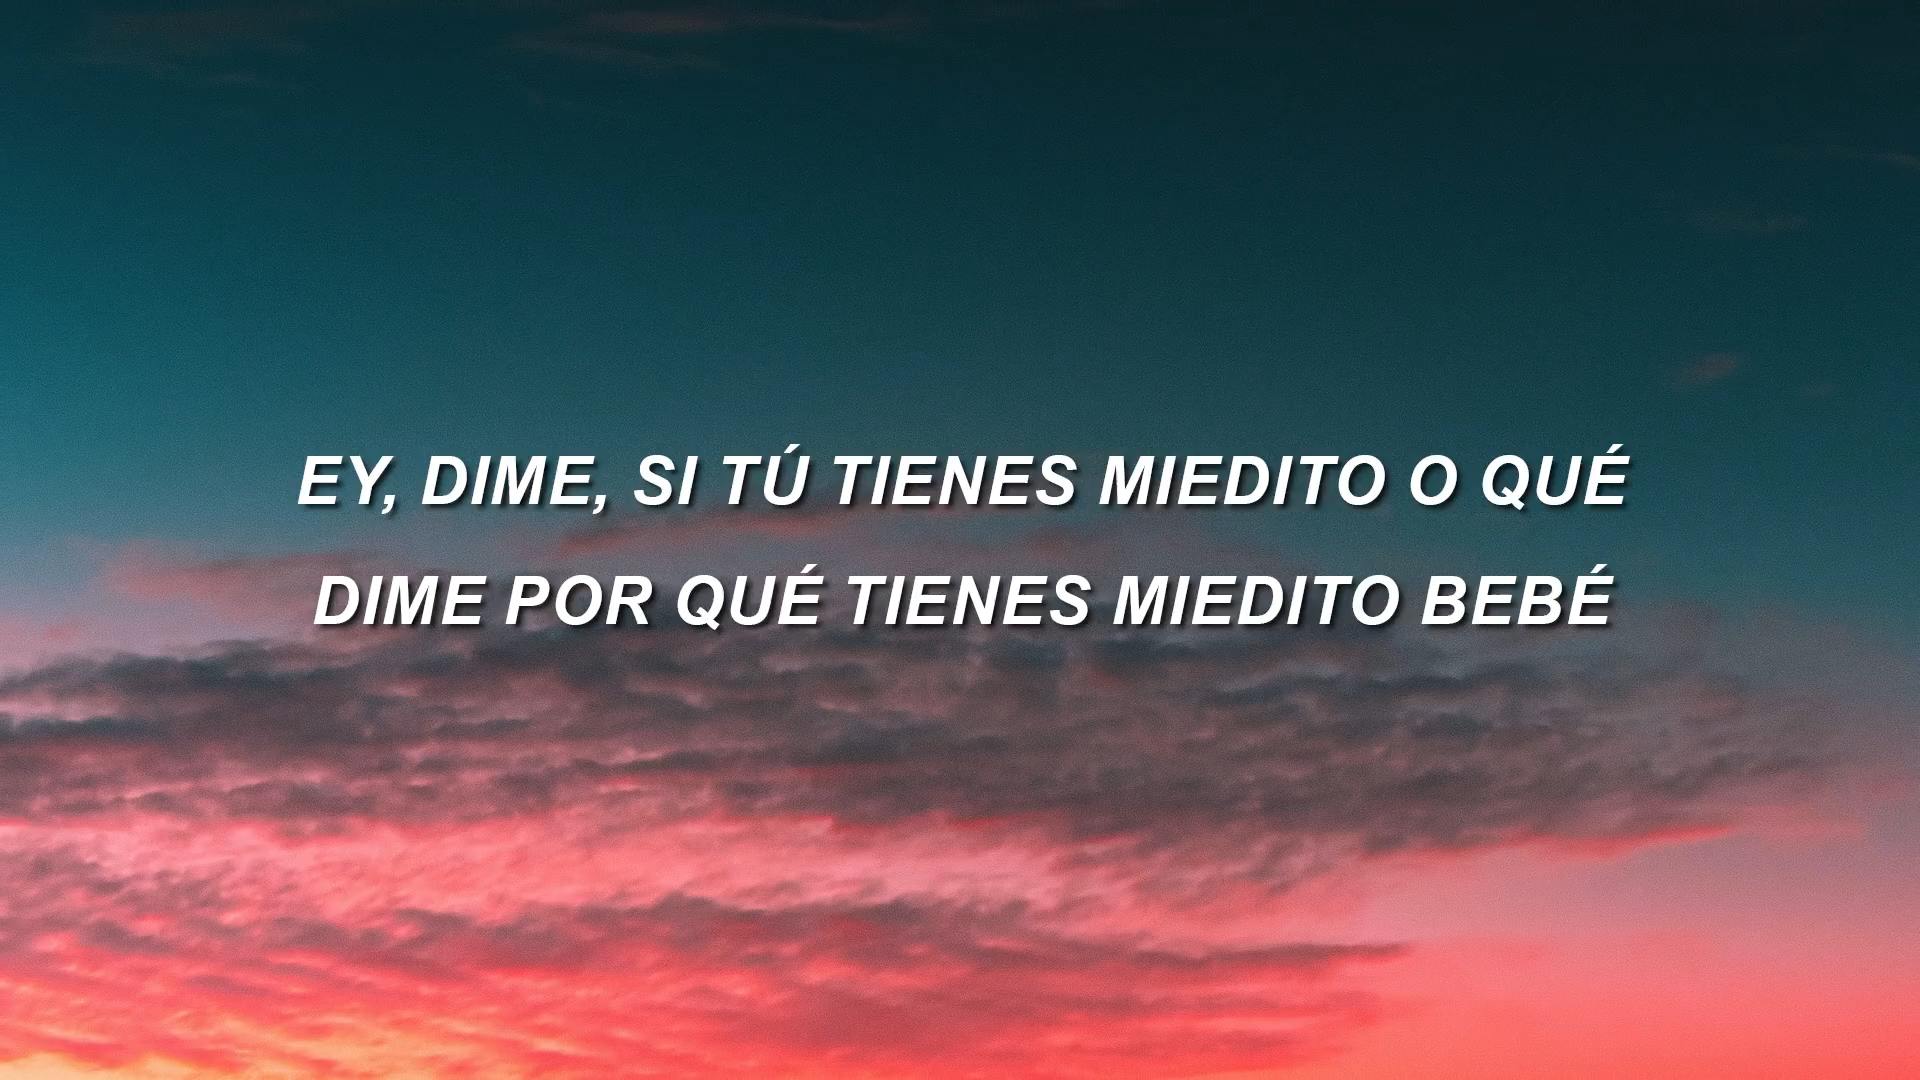 EY, DIME, SI TÚ TIENES MIEDITO O QUÉ
DIME POR QUÉ TIENES MIEDITO BEBÉ